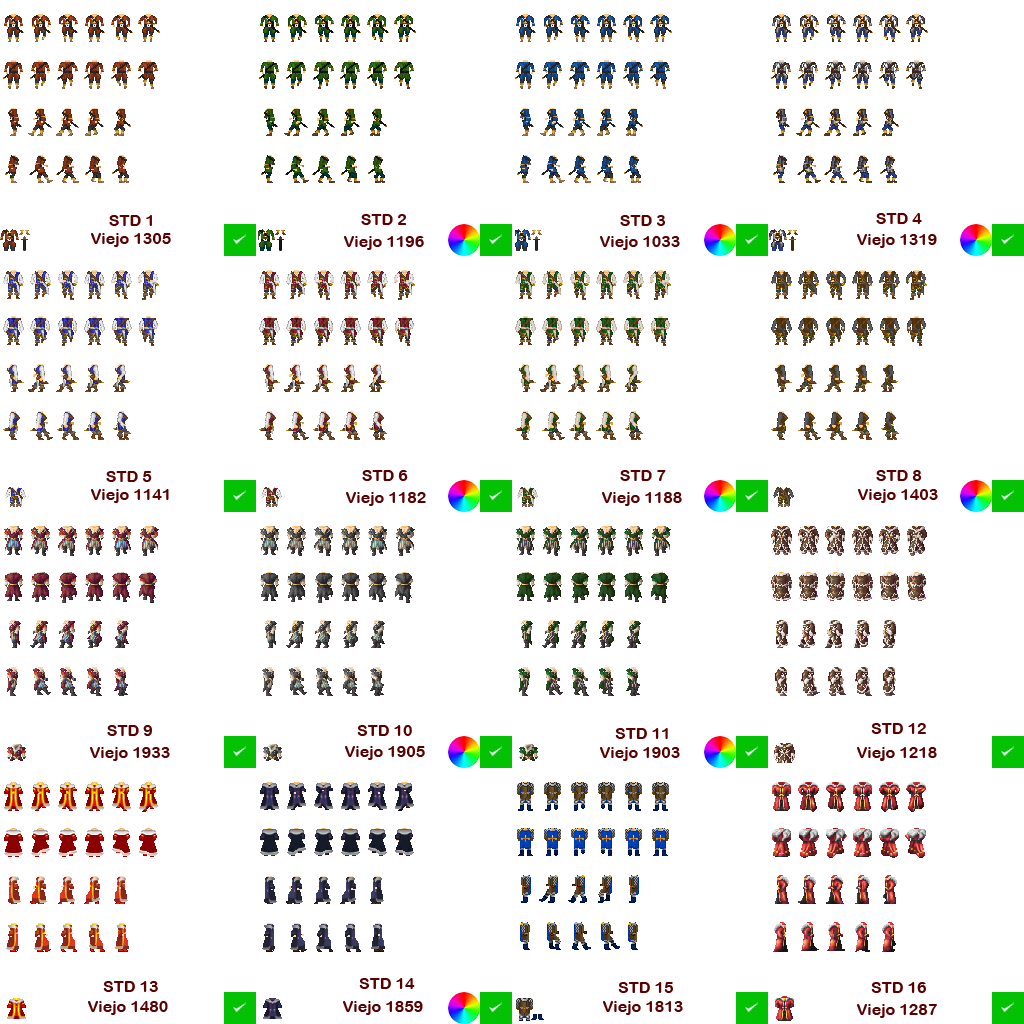 STD 1
Viejo 1305
STD 2
Viejo 1196
STD 3
Viejo 1033
STD 4
Viejo 1319
STD 5
Viejo 1141
STD 6
Viejo 1182
STD 7
Viejo 1188
STD 8
Viejo 1403
STD 9
Viejo 1933
STD 10
Viejo 1905
STD 11
Viejo 1903
STD 12
Viejo 1218
STD 13
Viejo 1480
STD 14
Viejo 1859
STD 15
Viejo 1813
STD 16
Viejo 1287